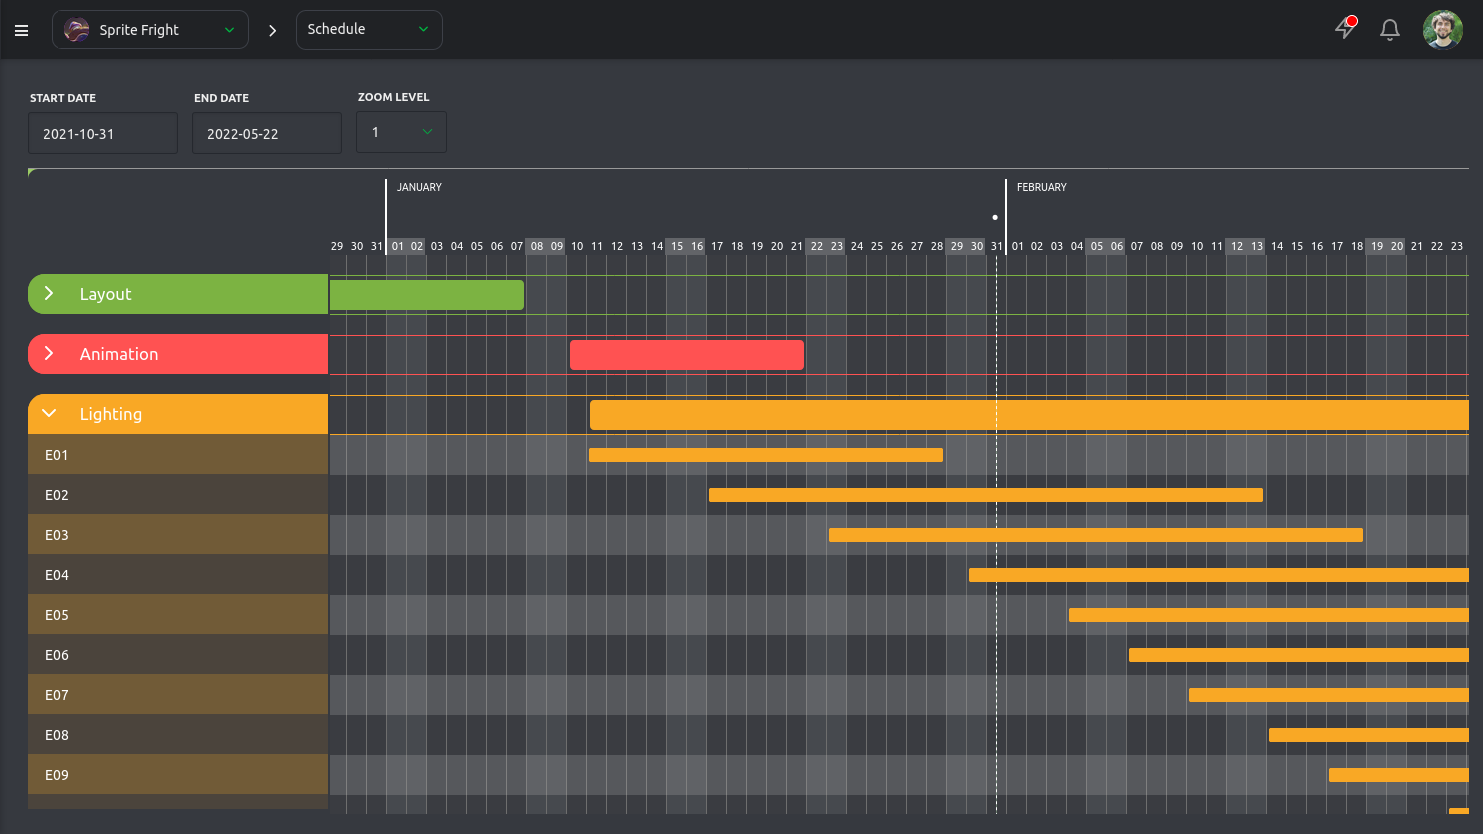 Sprite Fright Schedule
START DATE END DATE ZOOM LEVEL
2021-10-31 2022-05-22 1
JANUARY FEBRUARY
29 30 31 01 02 03 04 05 06 07 08 09 10 11 12 13 14 15 16 17 18 19 20 21 22 23 24 25 26 27 28 29 30 31 01 02 03 04 05 06 07 08 09 10 11 12 13 14 15 16 17 18 19 20 21 22 23
Layout
Animation
Lighting
E01
E02
E03
E04
E05
E06
E07
E08
E09